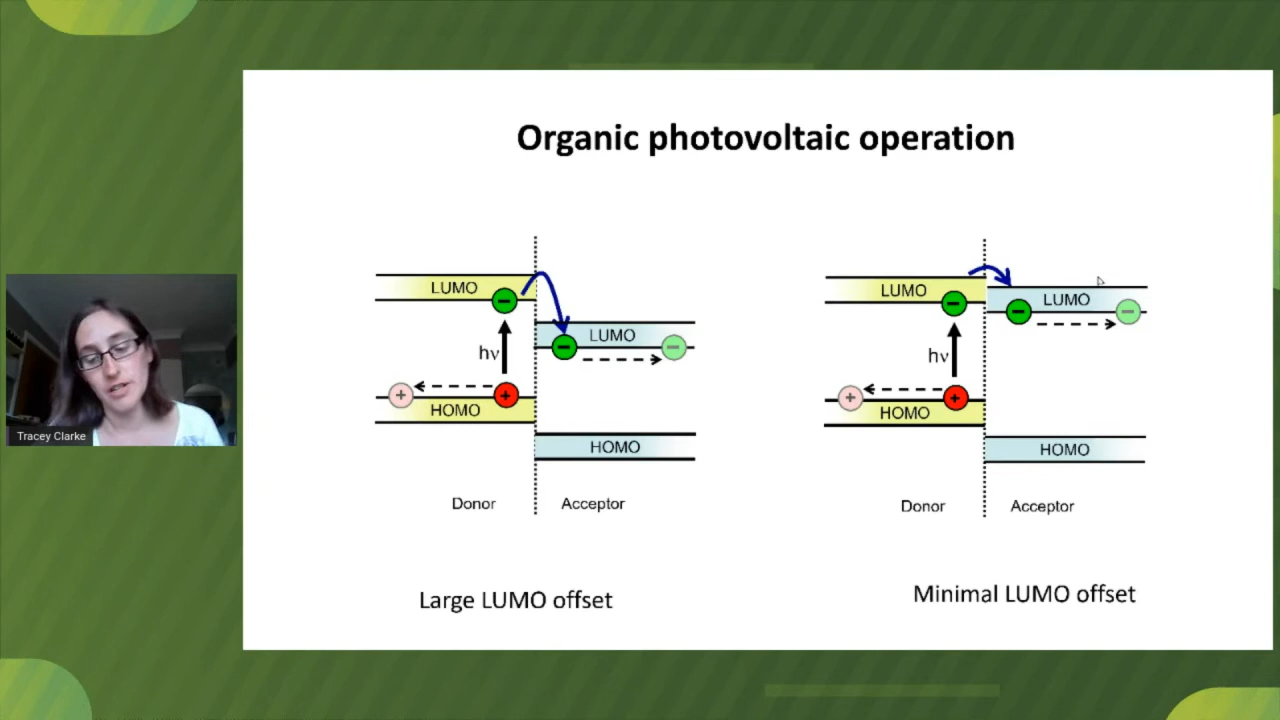 Organic photovoltaic operation
LUMO
−
LUMO
−
−
hν
+
+
HOMO
HOMO
Donor
Acceptor
Large LUMO offset
LUMO
−
LUMO
−
−
hν
+
+
HOMO
HOMO
Donor
Acceptor
Minimal LUMO offset
Tracey Clarke